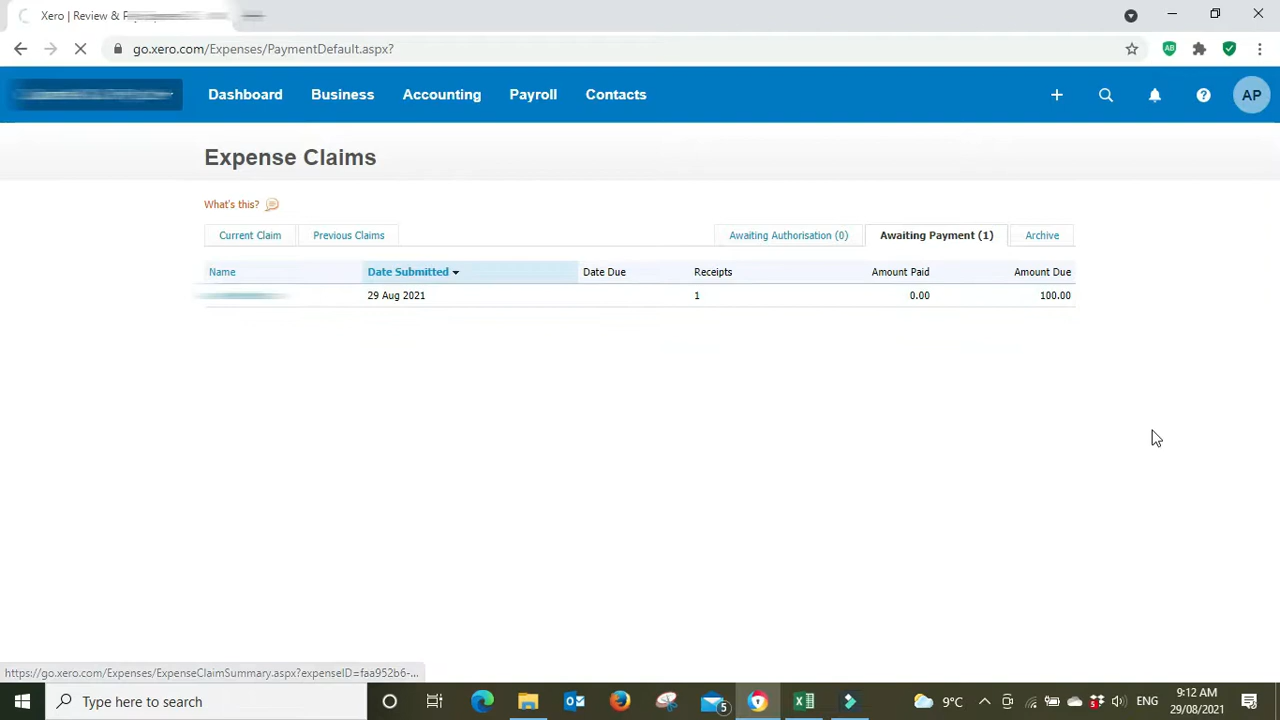 Xero | Review &
go.xero.com/Expenses/PaymentDefault.aspx?
AB
Dashboard Business Accounting Payroll Contacts
AP
Expense Claims
What's this?
Current Claim Previous Claims Awaiting Authorisation (0) Awaiting Payment (1) Archive
Name Date Submitted Date Due Receipts Amount Paid Amount Due
29 Aug 2021 1 0.00 100.00
https://go.xero.com/Expenses/ExpenseClaimSummary.aspx?expenseID=faa952b6-...
Type here to search
5
9°C
ENG
9:12 AM
29/08/2021